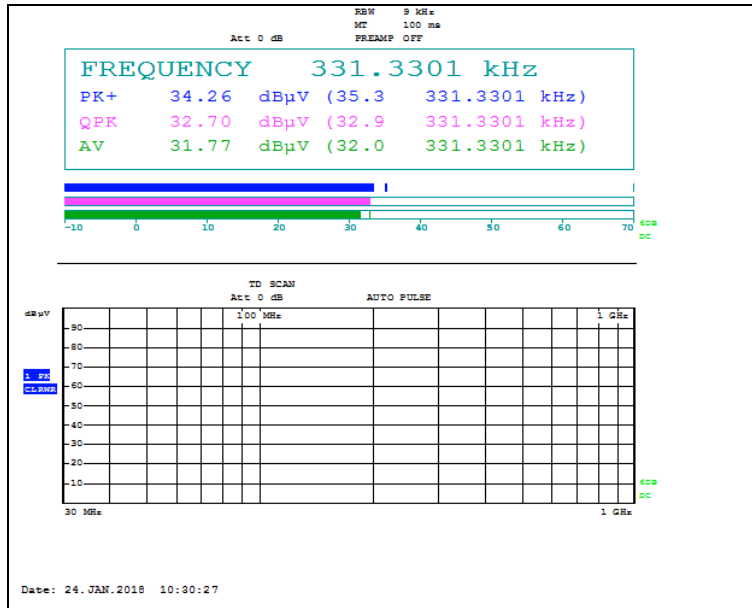 RBW 9 kHz
MT 100 ms
Att 0 dB PREAMP OFF
FREQUENCY 331.3301 kHz
PK+ 34.26 dBµV (35.3 331.3301 kHz)
QPK 32.70 dBµV (32.9 331.3301 kHz)
AV 31.77 dBµV (32.0 331.3301 kHz)
-10 0 10 20 30 40 50 60 70
6DB
DC
TD SCAN
Att 0 dB AUTO PULSE
dBµV
100 MHz 1 GHz
90
80
70
1 PK
60
CLRWR
50
40
30
20
10
6DB
DC
30 MHz 1 GHz
Date: 24.JAN.2018 10:30:27